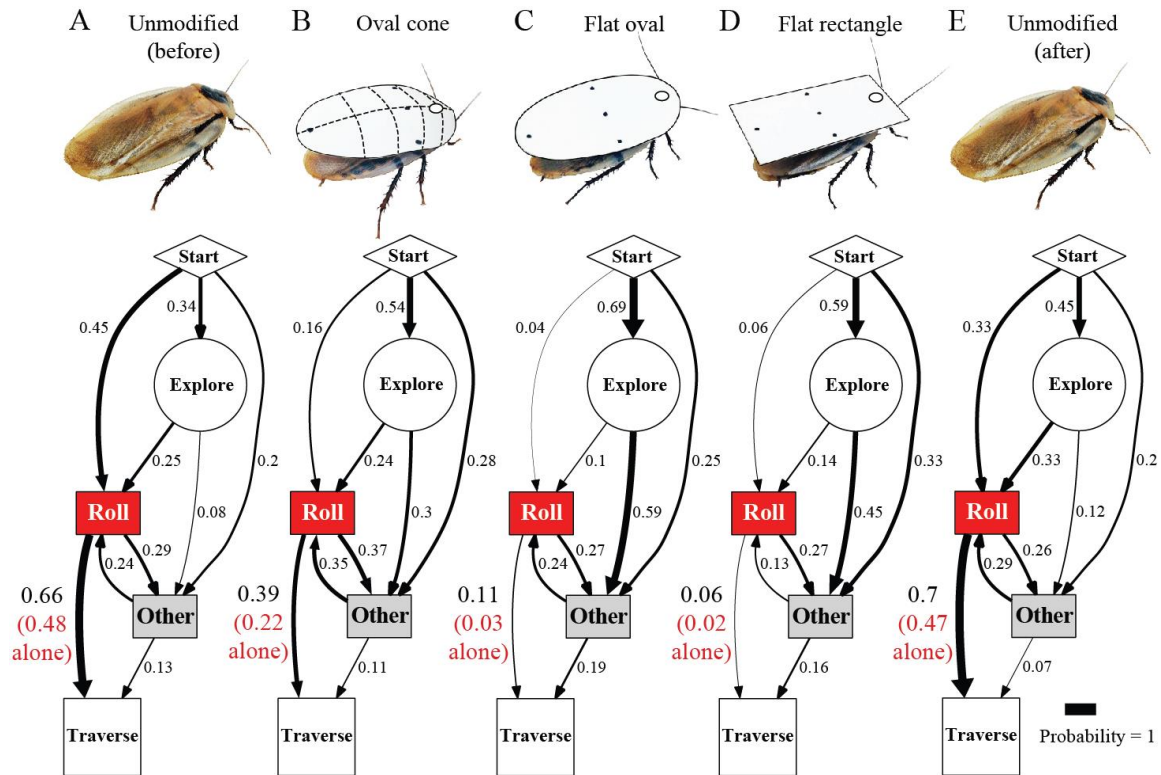 A Unmodified
(before)
B Oval cone
C Flat oval
D Flat rectangle
E Unmodified
(after)
Start
0.45
0.34
Explore
0.25
0.2
0.08
Roll
0.24
0.29
Other
0.66
(0.48
alone)
0.13
Traverse
Start
0.16
0.54
Explore
0.24
0.28
0.3
Roll
0.35
0.37
Other
0.39
(0.22
alone)
0.11
Traverse
Start
0.04
0.69
Explore
0.1
0.25
0.59
Roll
0.24
0.27
Other
0.11
(0.03
alone)
0.19
Traverse
Start
0.06
0.59
Explore
0.14
0.33
0.45
Roll
0.13
0.27
Other
0.06
(0.02
alone)
0.16
Traverse
Start
0.33
0.45
Explore
0.33
0.2
0.12
Roll
0.29
0.26
Other
0.7
(0.47
alone)
0.07
Traverse
Probability = 1